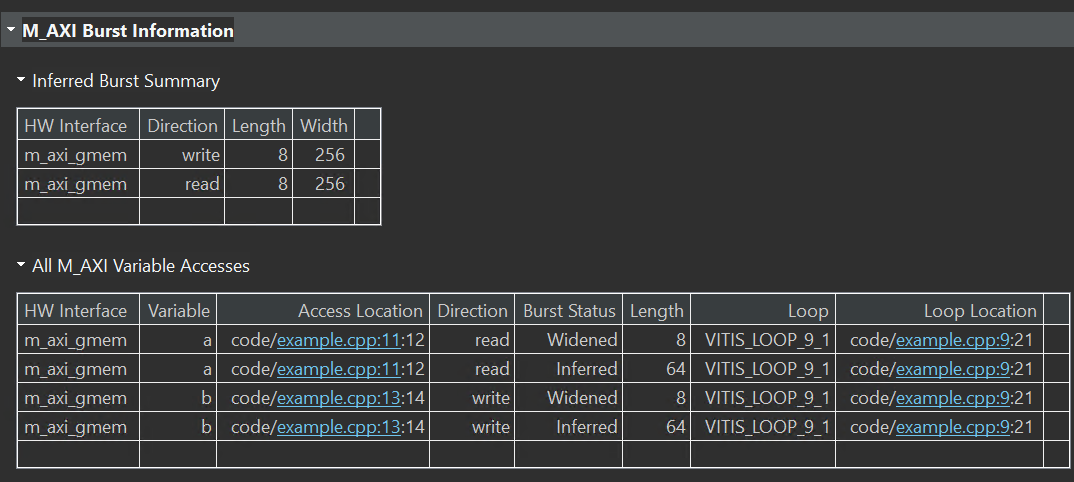 M_AXI Burst Information
Inferred Burst Summary
HW Interface Direction Length Width
m_axi_gmem write 8 256
m_axi_gmem read 8 256
All M_AXI Variable Accesses
HW Interface Variable Access Location Direction Burst Status Length Loop Loop Location
m_axi_gmem a code/example.cpp:11:12 read Widened 8 VITIS_LOOP_9_1 code/example.cpp:9:21
m_axi_gmem a code/example.cpp:11:12 read Inferred 64 VITIS_LOOP_9_1 code/example.cpp:9:21
m_axi_gmem b code/example.cpp:13:14 write Widened 8 VITIS_LOOP_9_1 code/example.cpp:9:21
m_axi_gmem b code/example.cpp:13:14 write Inferred 64 VITIS_LOOP_9_1 code/example.cpp:9:21